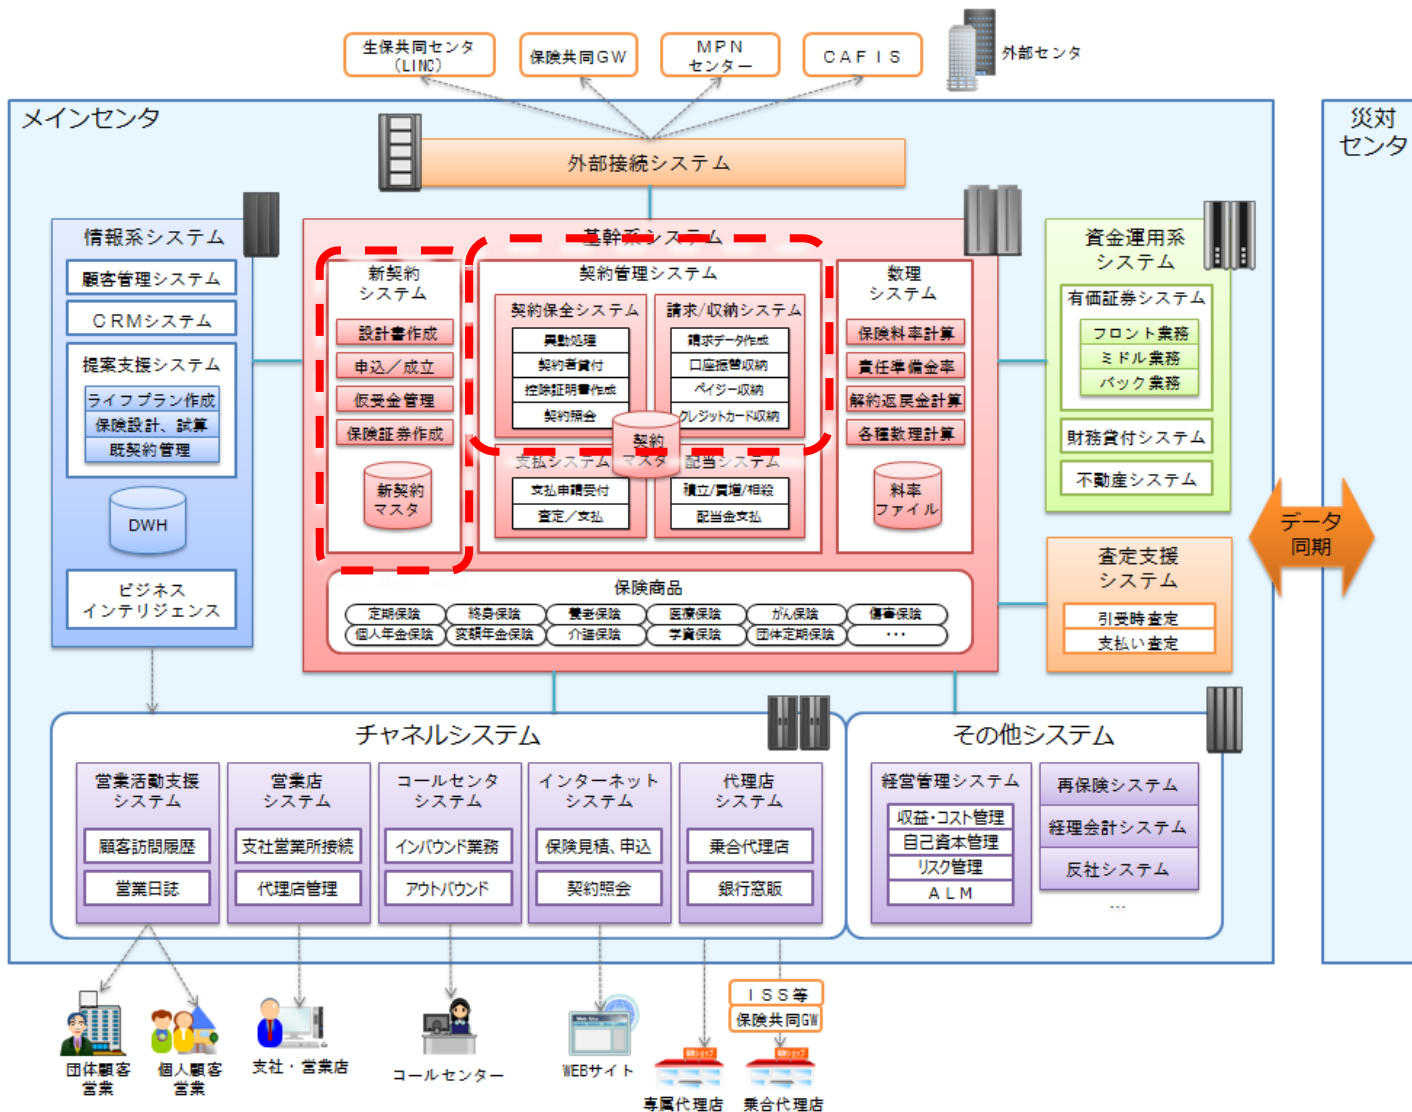 生保共同センタ
(LINC)
保険共同GW
MPN
センター
CAFIS
外部センタ
メインセンタ
災対
センタ
外部接続システム
情報系システム
顧客管理システム
CRMシステム
提案支援システム
ライフプラン作成
保険設計、試算
既契約管理
DWH
ビジネス
インテリジェンス
基幹系システム
新契約
システム
設計書作成
申込／成立
仮受金管理
保険証券作成
新契約
マスタ
契約管理システム
契約保全システム
異動処理
契約者貸付
控除証明書作成
契約照会
請求/収納システム
請求データ作成
口座振替収納
ペイジー収納
クレジットカード収納
契約
マスタ
支払システム
支払申請受付
査定／支払
配当システム
積立/買増/相殺
配当金支払
数理
システム
保険料率計算
責任準備金率
解約返戻金計算
各種数理計算
料率
ファイル
保険商品
定期保険
終身保険
養老保険
医療保険
がん保険
傷害保険
個人年金保険
変額年金保険
介護保険
学資保険
団体定期保険
・・・
資金運用系
システム
有価証券システム
フロント業務
ミドル業務
バック業務
財務貸付システム
不動産システム
データ
同期
査定支援
システム
引受時査定
支払い査定
チャネルシステム
営業活動支援
システム
顧客訪問履歴
営業日誌
営業店
システム
支社営業所接続
代理店管理
コールセンタ
システム
インバウンド業務
アウトバウンド
インターネット
システム
保険見積、申込
契約照会
代理店
システム
乗合代理店
銀行窓販
その他システム
経営管理システム
収益・コスト管理
自己資本管理
リスク管理
ALM
再保険システム
経理会計システム
反社システム
…
団体顧客
営業
個人顧客
営業
支社・営業店
コールセンター
WEBサイト
専属代理店
ISS等
保険共同GW
乗合代理店